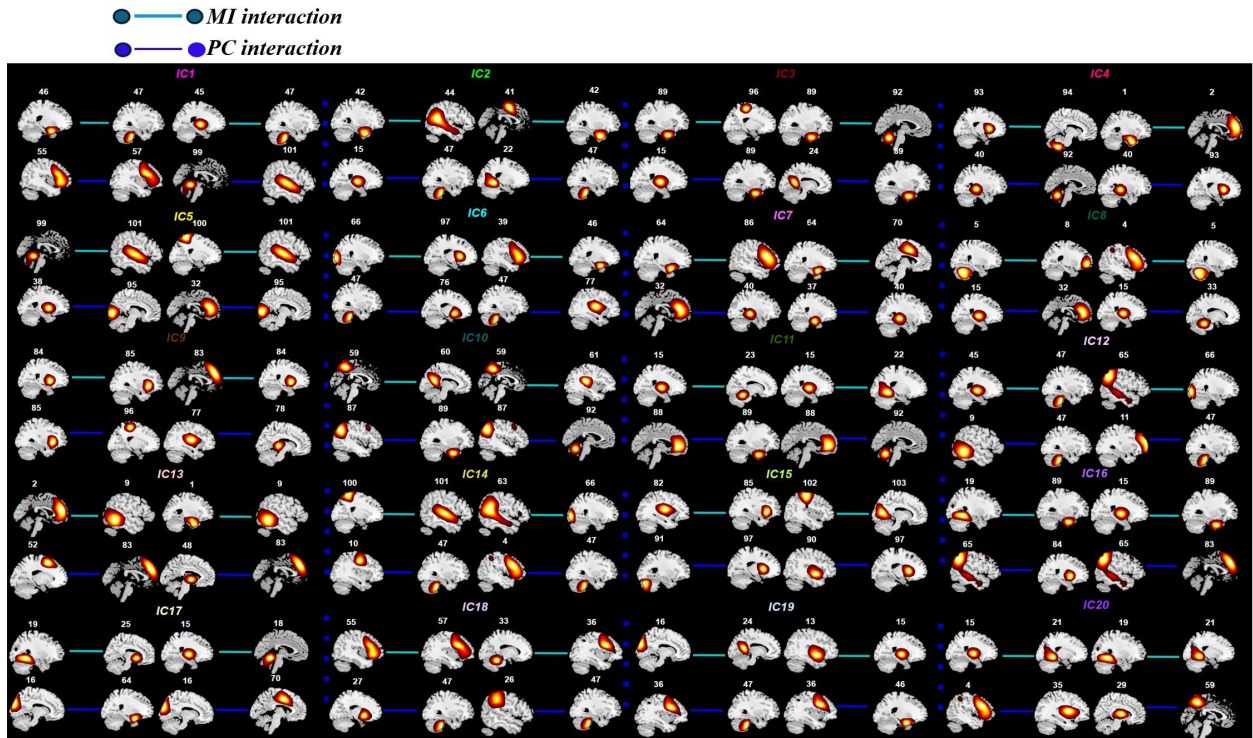 MI interaction
PC interaction
IC1 IC2 IC3 IC4
46 47 45 47 42 44 41 42 89 96 89 92 93 94 1 2
55 57 99 101 15 47 22 47 15 89 24 89 40 92 40 93
IC5 IC6 IC7 IC8
99 101 100 101 66 97 39 46 64 86 64 70 5 8 4 5
38 95 32 95 47 76 47 77 32 40 37 40 15 32 15 33
IC9 IC10 IC11 IC12
84 85 83 84 59 60 59 61 15 23 15 22 45 47 65 66
85 96 77 78 87 89 87 92 88 89 88 92 9 47 11 47
IC13 IC14 IC15 IC16
2 9 1 9 100 101 63 66 82 85 102 103 19 89 15 89
52 83 48 83 10 47 4 47 91 97 90 97 65 84 65 83
IC17 IC18 IC19 IC20
19 25 15 18 55 57 33 36 16 24 13 15 15 21 19 21
16 64 16 70 27 47 26 47 36 47 36 46 4 35 29 59